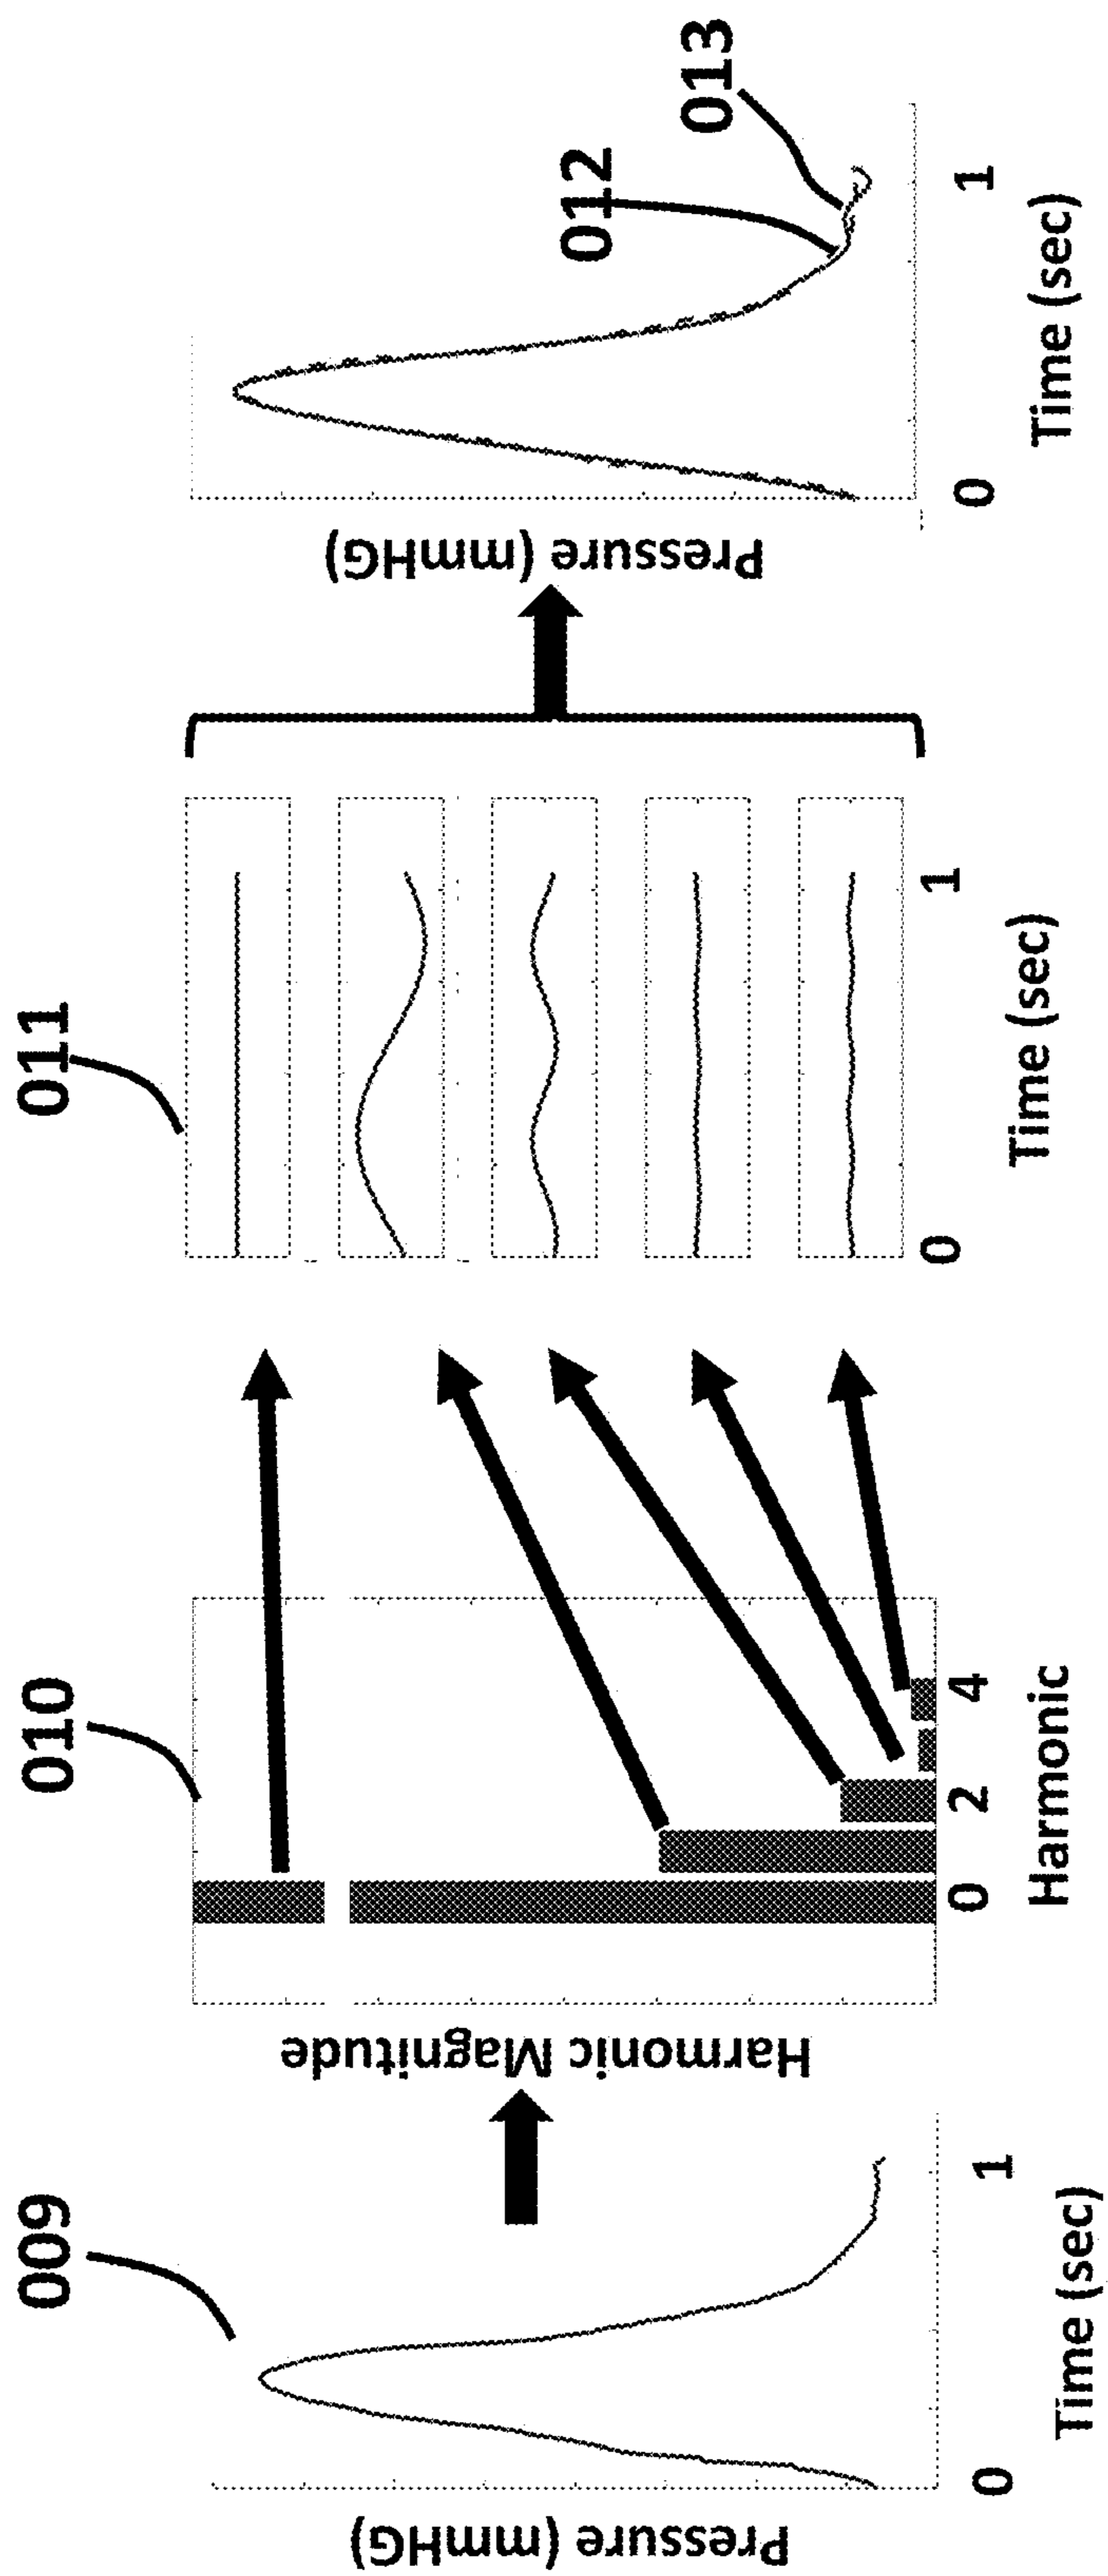 009
Pressure (mmHG)
0
1
Time (sec)
010
Harmonic Magnitude
0
2
4
Harmonic
011
0
1
Time (sec)
Pressure (mmHG)
012
013
0
1
Time (sec)